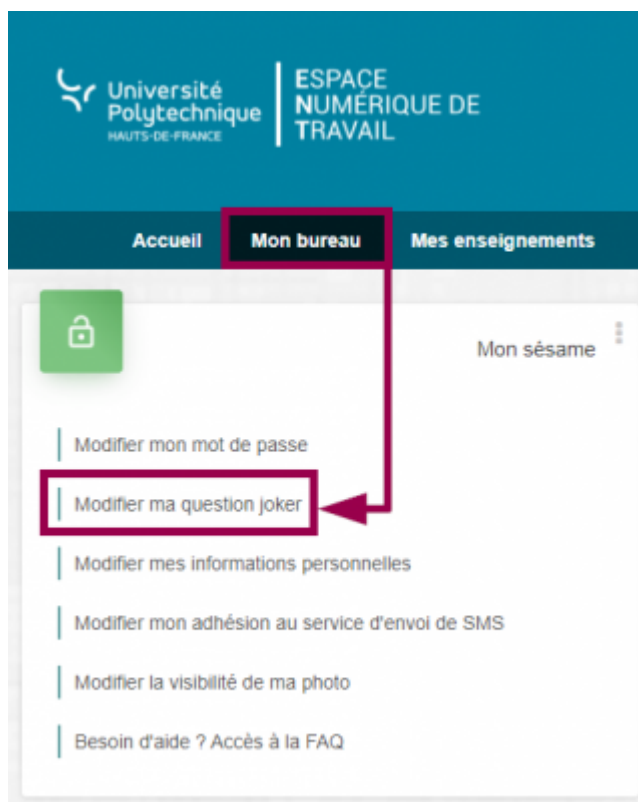 Université
Polytechnique
HAUTS-DE-FRANCE
ESPACE
NUMÉRIQUE DE
TRAVAIL
Accueil Mon bureau Mes enseignements
Mon sésame
Modifier mon mot de passe
Modifier ma question joker
Modifier mes informations personnelles
Modifier mon adhésion au service d'envoi de SMS
Modifier la visibilité de ma photo
Besoin d'aide ? Accès à la FAQ